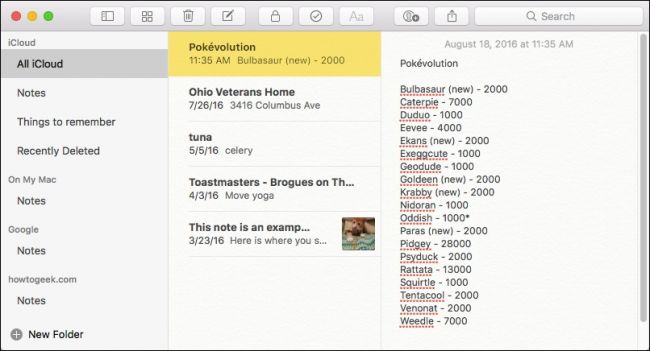 Aa
Search
iCloud
All iCloud
Notes
Things to remember
Recently Deleted
On My Mac
Notes
Google
Notes
howtogeek.com
Notes
New Folder
Pokévolution
11:35 AM Bulbasaur (new) - 2000
Ohio Veterans Home
7/26/16 3416 Columbus Ave
tuna
5/5/16 celery
Toastmasters - Brogues on Th...
4/3/16 Move yoga
This note is an examp...
3/23/16 Here is where you s...
August 18, 2016 at 11:35 AM
Pokévolution
Bulbasaur (new) - 2000
Caterpie - 7000
Duduo - 1000
Eevee - 4000
Ekans (new) - 2000
Exeggcute - 1000
Geodude - 1000
Goldeen (new) - 2000
Krabby (new) - 2000
Nidoran - 1000
Oddish - 1000*
Paras (new) - 2000
Pidgey - 28000
Psyduck - 2000
Rattata - 13000
Squirtle - 1000
Tentacool - 2000
Venonat - 2000
Weedle - 7000